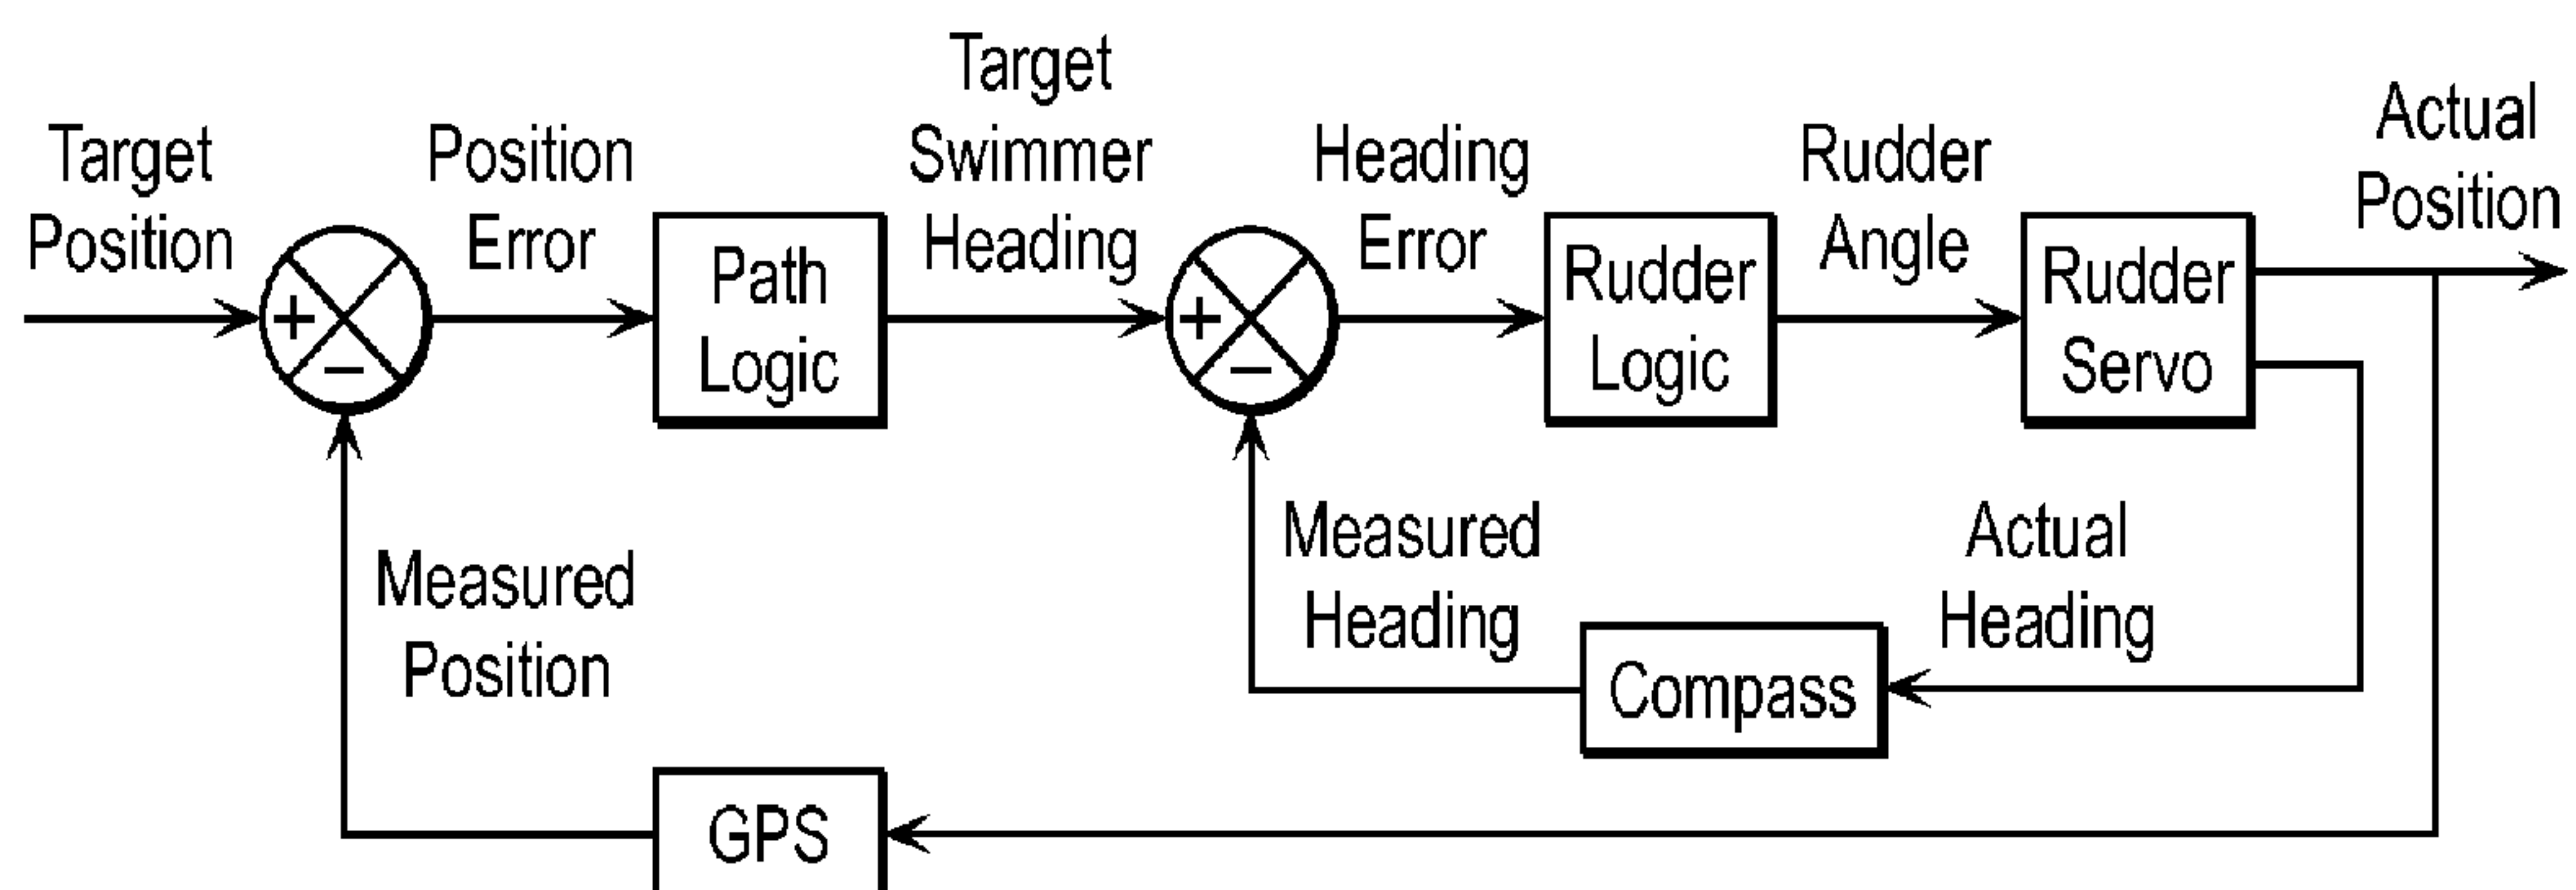 Target
Position
+
−
Position
Error
Path
Logic
Target
Swimmer
Heading
+
−
Heading
Error
Rudder
Logic
Rudder
Angle
Rudder
Servo
Actual
Position
Measured
Position
Measured
Heading
Compass
Actual
Heading
GPS